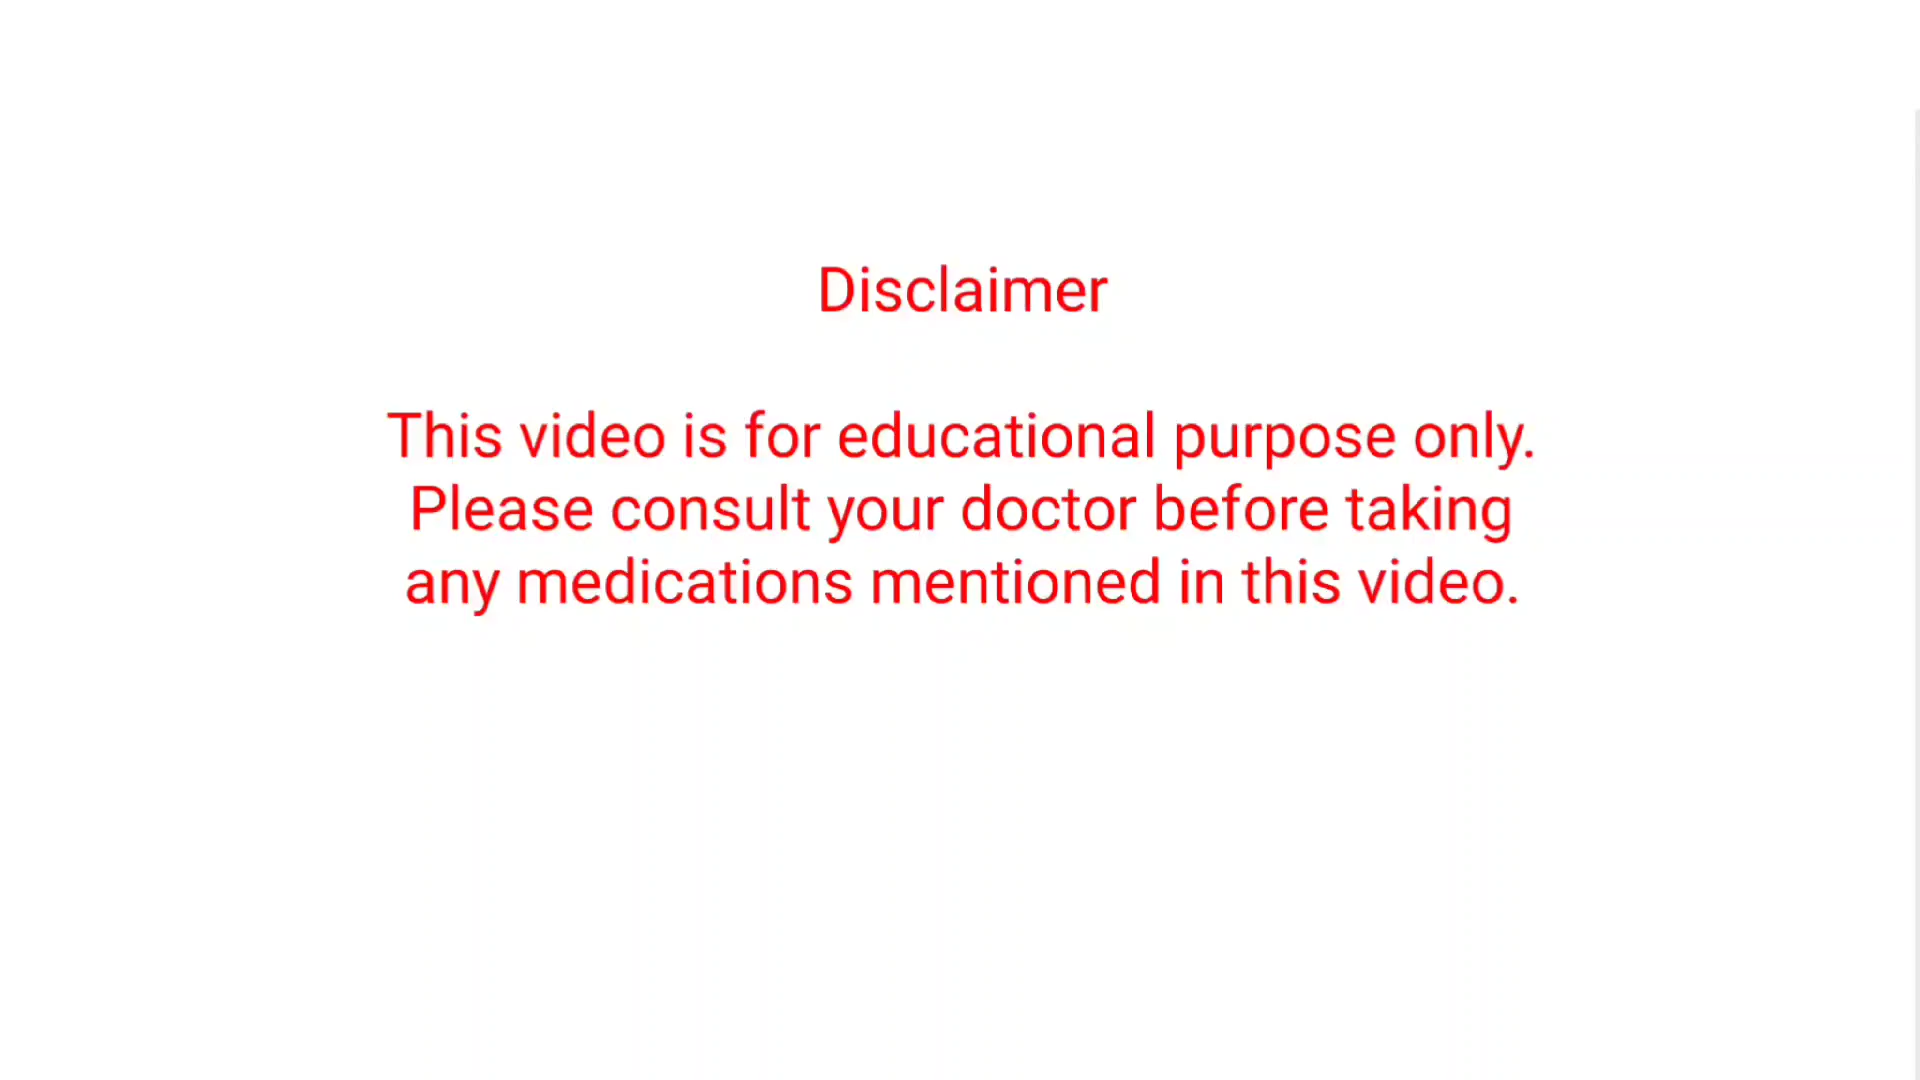 Disclaimer
This video is for educational purpose only.
Please consult your doctor before taking
any medications mentioned in this video.